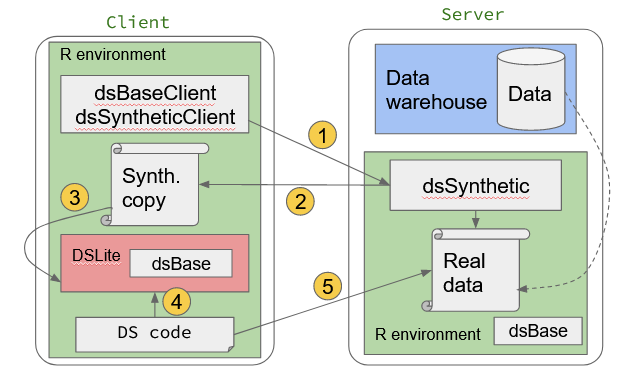 Client
Server
R environment
dsBaseClient
dsSyntheticClient
Data
warehouse
Data
1
Synth.
copy
2
dsSynthetic
3
DSLite
dsBase
Real
data
4
5
DS code
R environment
dsBase